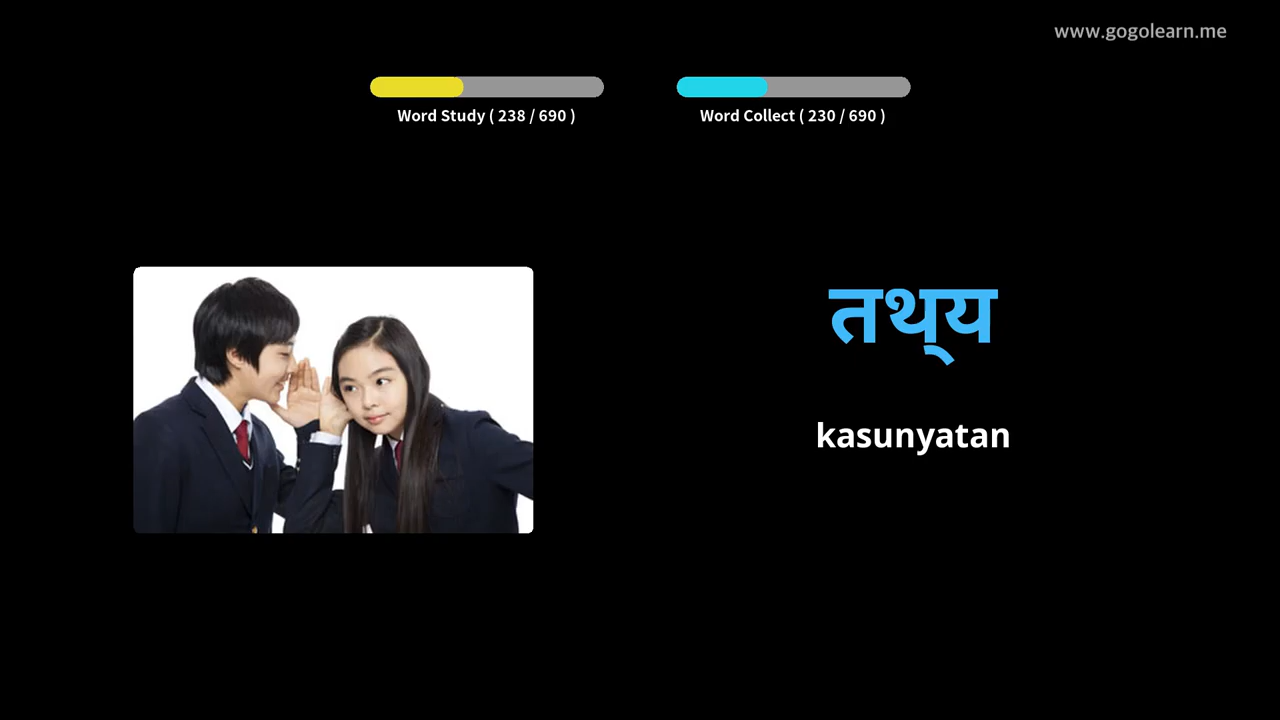 www.gogolearn.me
Word Study ( 238 / 690 )
Word Collect ( 230 / 690 )
तथ्‌य
kasunyatan